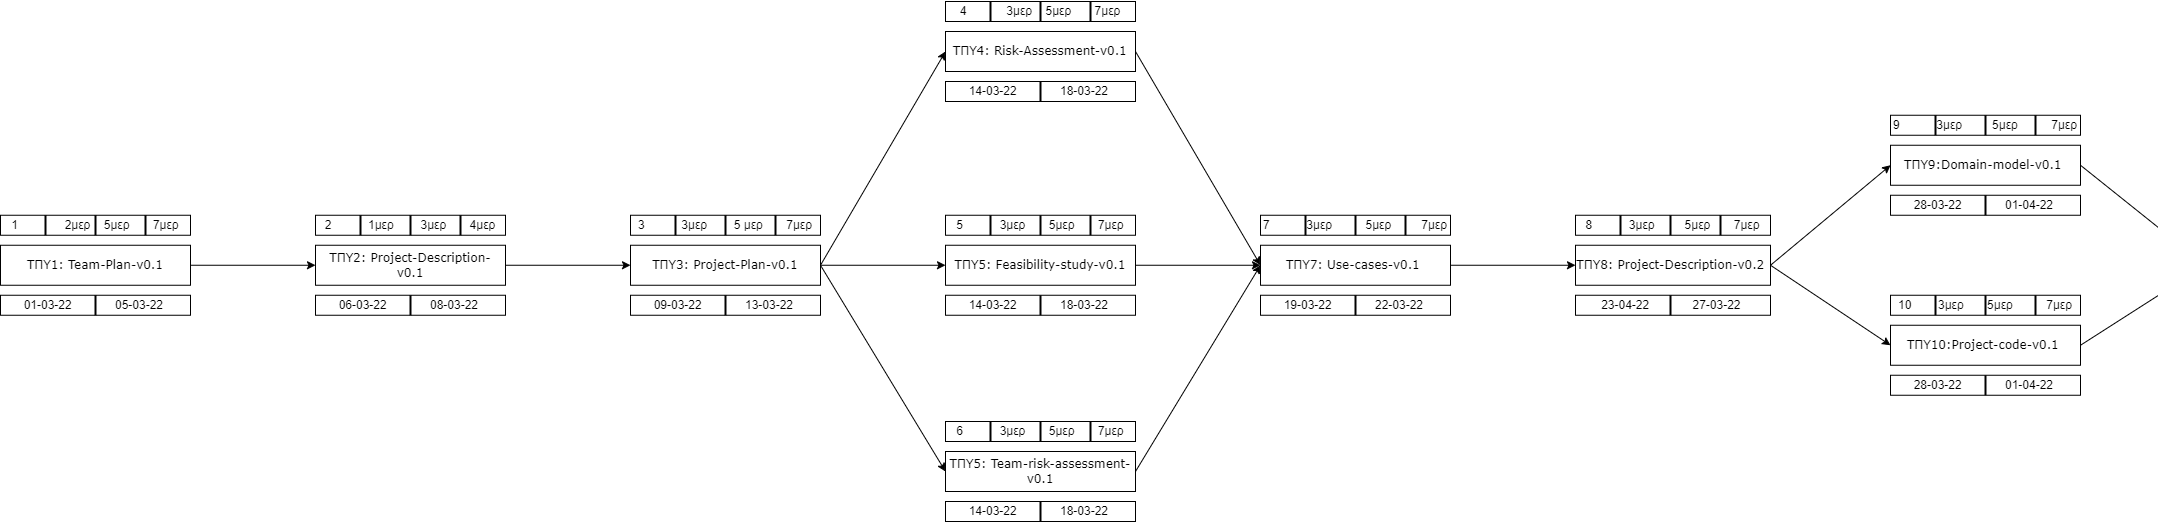 1 2μερ 5μερ 7μερ
ΤΠΥ1: Team-Plan-v0.1
01-03-22 05-03-22
2 1μερ 3μερ 4μερ
ΤΠΥ2: Project-Description-
v0.1
06-03-22 08-03-22
3 3μερ 5 μερ 7μερ
ΤΠΥ3: Project-Plan-v0.1
09-03-22 13-03-22
4 3μερ 5μερ 7μερ
ΤΠΥ4: Risk-Assessment-v0.1
14-03-22 18-03-22
5 3μερ 5μερ 7μερ
ΤΠΥ5: Feasibility-study-v0.1
14-03-22 18-03-22
6 3μερ 5μερ 7μερ
ΤΠΥ5: Team-risk-assessment-
v0.1
14-03-22 18-03-22
7 3μερ 5μερ 7μερ
ΤΠΥ7: Use-cases-v0.1
19-03-22 22-03-22
8 3μερ 5μερ 7μερ
ΤΠΥ8: Project-Description-v0.2
23-04-22 27-03-22
9 3μερ 5μερ 7μερ
ΤΠΥ9:Domain-model-v0.1
28-03-22 01-04-22
10 3μερ 5μερ 7μερ
ΤΠΥ10:Project-code-v0.1
28-03-22 01-04-22